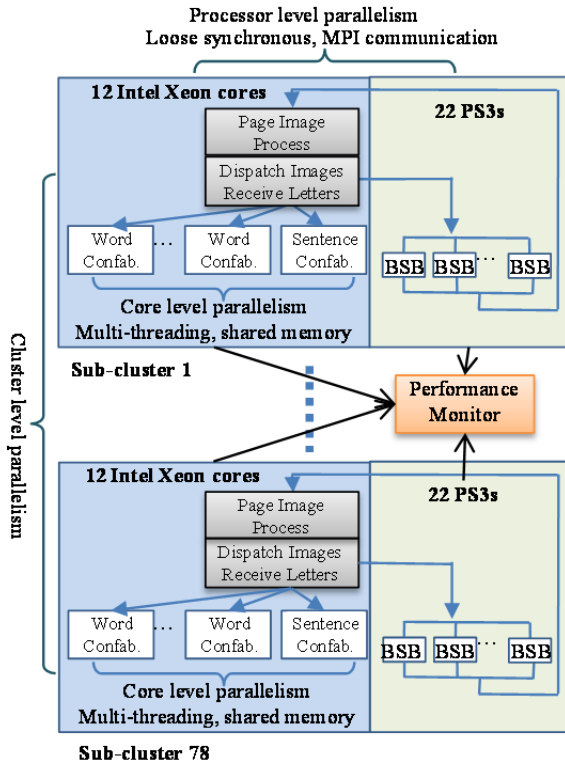 Processor level parallelism
Loose synchronous, MPI communication
12 Intel Xeon cores
22 PS3s
Page Image
Process
Dispatch Images
Receive Letters
Word
Confab.
...
Word
Confab.
Sentence
Confab.
BSB
BSB
...
BSB
Core level parallelism
Multi-threading, shared memory
Sub-cluster 1
Cluster level parallelism
Performance
Monitor
12 Intel Xeon cores
22 PS3s
Page Image
Process
Dispatch Images
Receive Letters
Word
Confab.
...
Word
Confab.
Sentence
Confab.
BSB
BSB
...
BSB
Core level parallelism
Multi-threading, shared memory
Sub-cluster 78